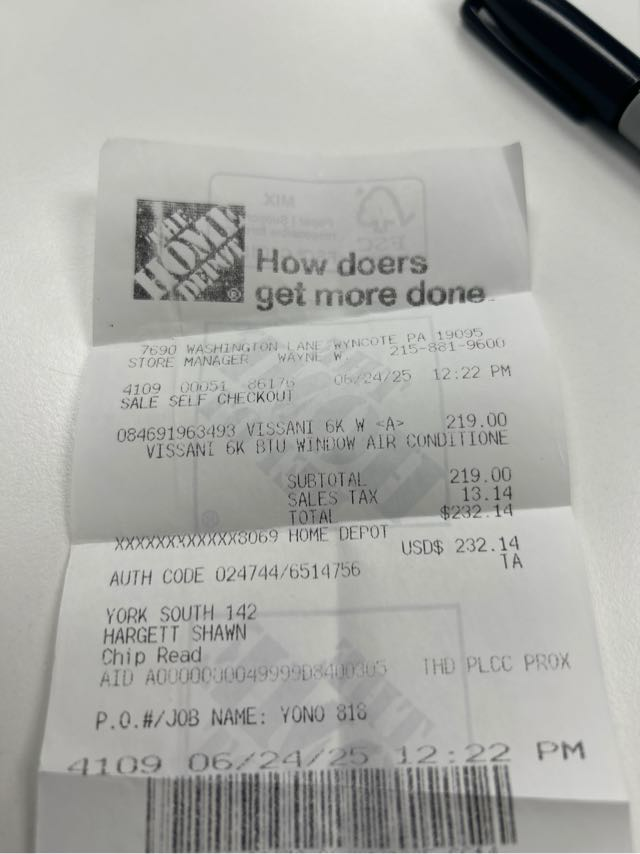 THE
HOME
DEPOT
How doers
get more done.
7690 WASHINGTON LANE WYNCOTE PA 19095
STORE MANAGER WAYNE W. 215-881-9600
4109 00051 86176 06/24/25 12:22 PM
SALE SELF CHECKOUT
084691963493 VISSANI 6K W <A> 219.00
VISSANI 6K BTU WINDOW AIR CONDITIONE
SUBTOTAL 219.00
SALES TAX 13.14
TOTAL $232.14
XXXXXXXXXXXX8069 HOME DEPOT
USD$ 232.14
AUTH CODE 024744/6514756 TA
YORK SOUTH 142
HARGETT SHAWN
Chip Read
AID A0000000049999D8400305 THD PLCC PROX
P.O.#/JOB NAME: YONO 816
4109 06/24/25 12:22 PM